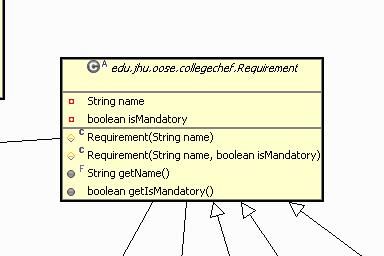 C A edu.jhu.oose.collegechef.Requirement
String name
boolean isMandatory
C Requirement(String name)
C Requirement(String name, boolean isMandatory)
F String getName()
boolean getIsMandatory()